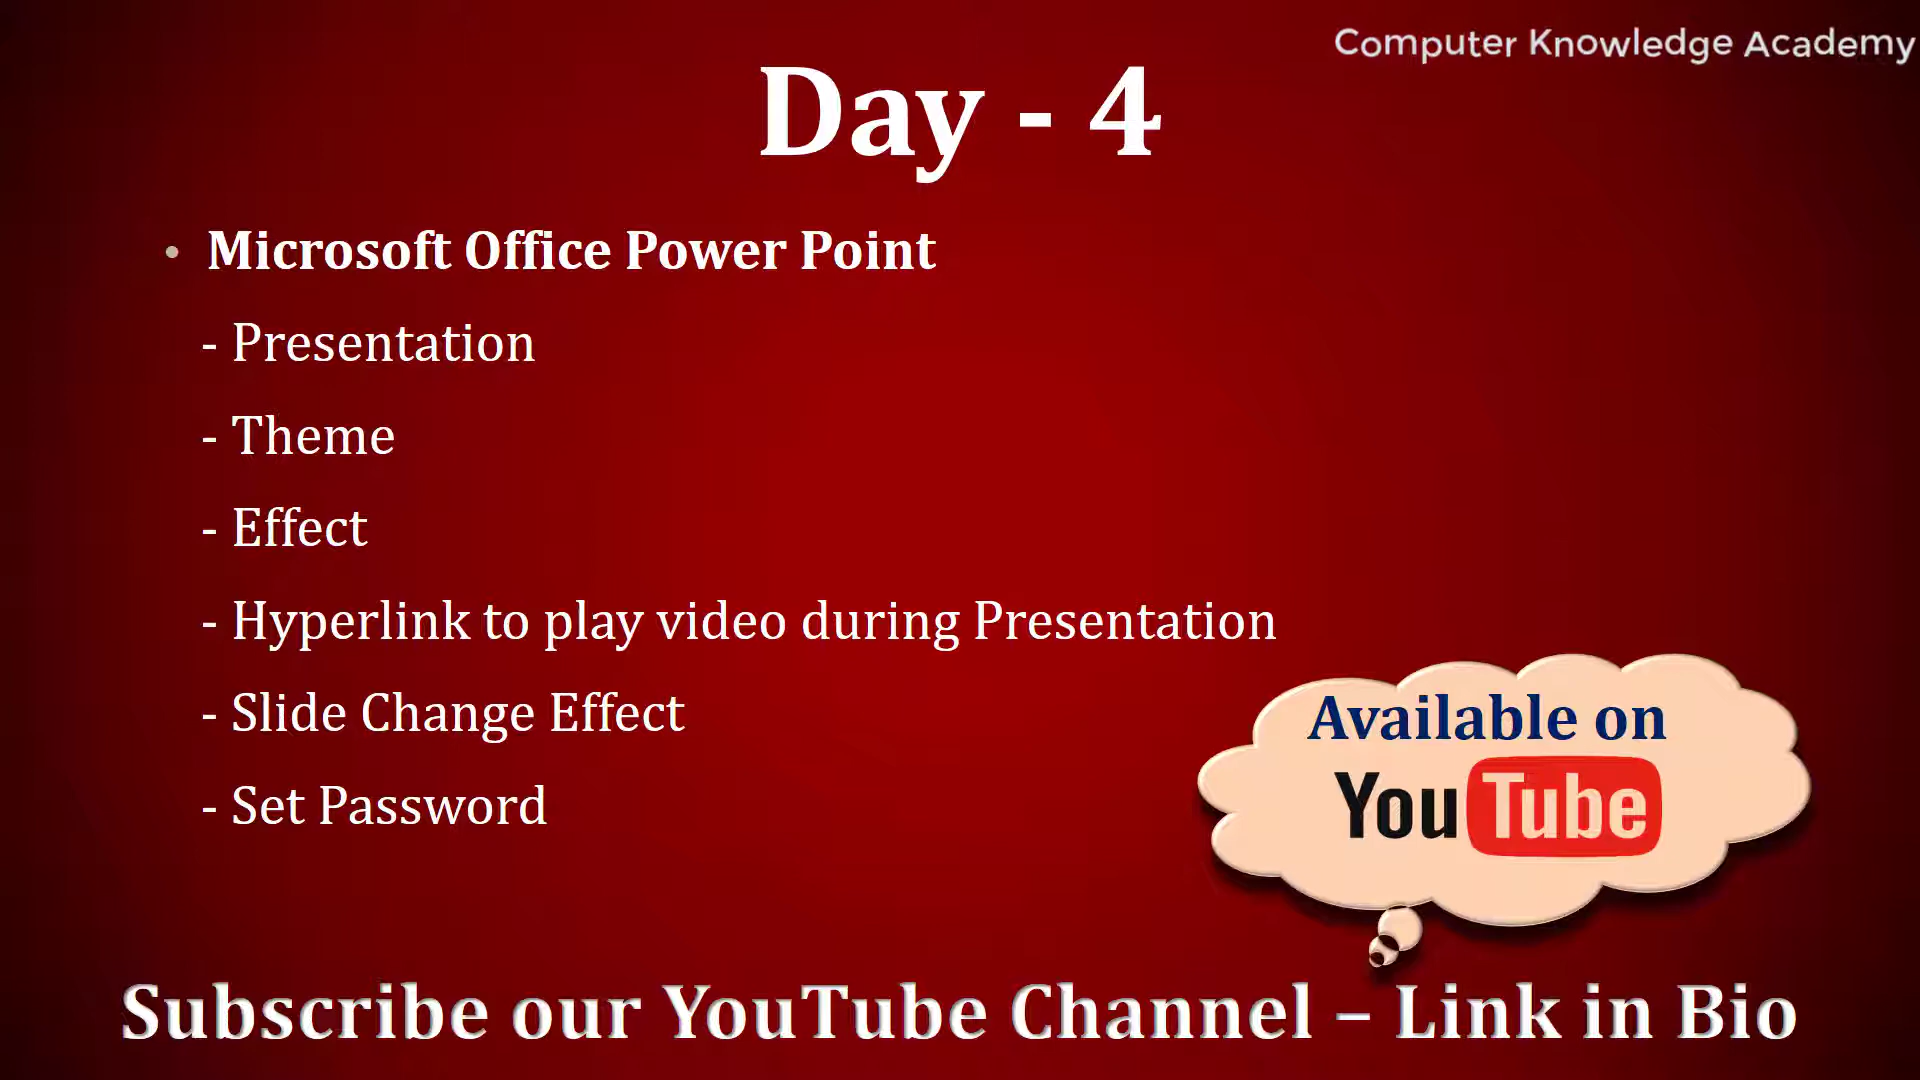 Computer Knowledge Academy
Day - 4
• Microsoft Office Power Point
- Presentation
- Theme
- Effect
- Hyperlink to play video during Presentation
- Slide Change Effect
- Set Password
Available on
YouTube
Subscribe our YouTube Channel – Link in Bio